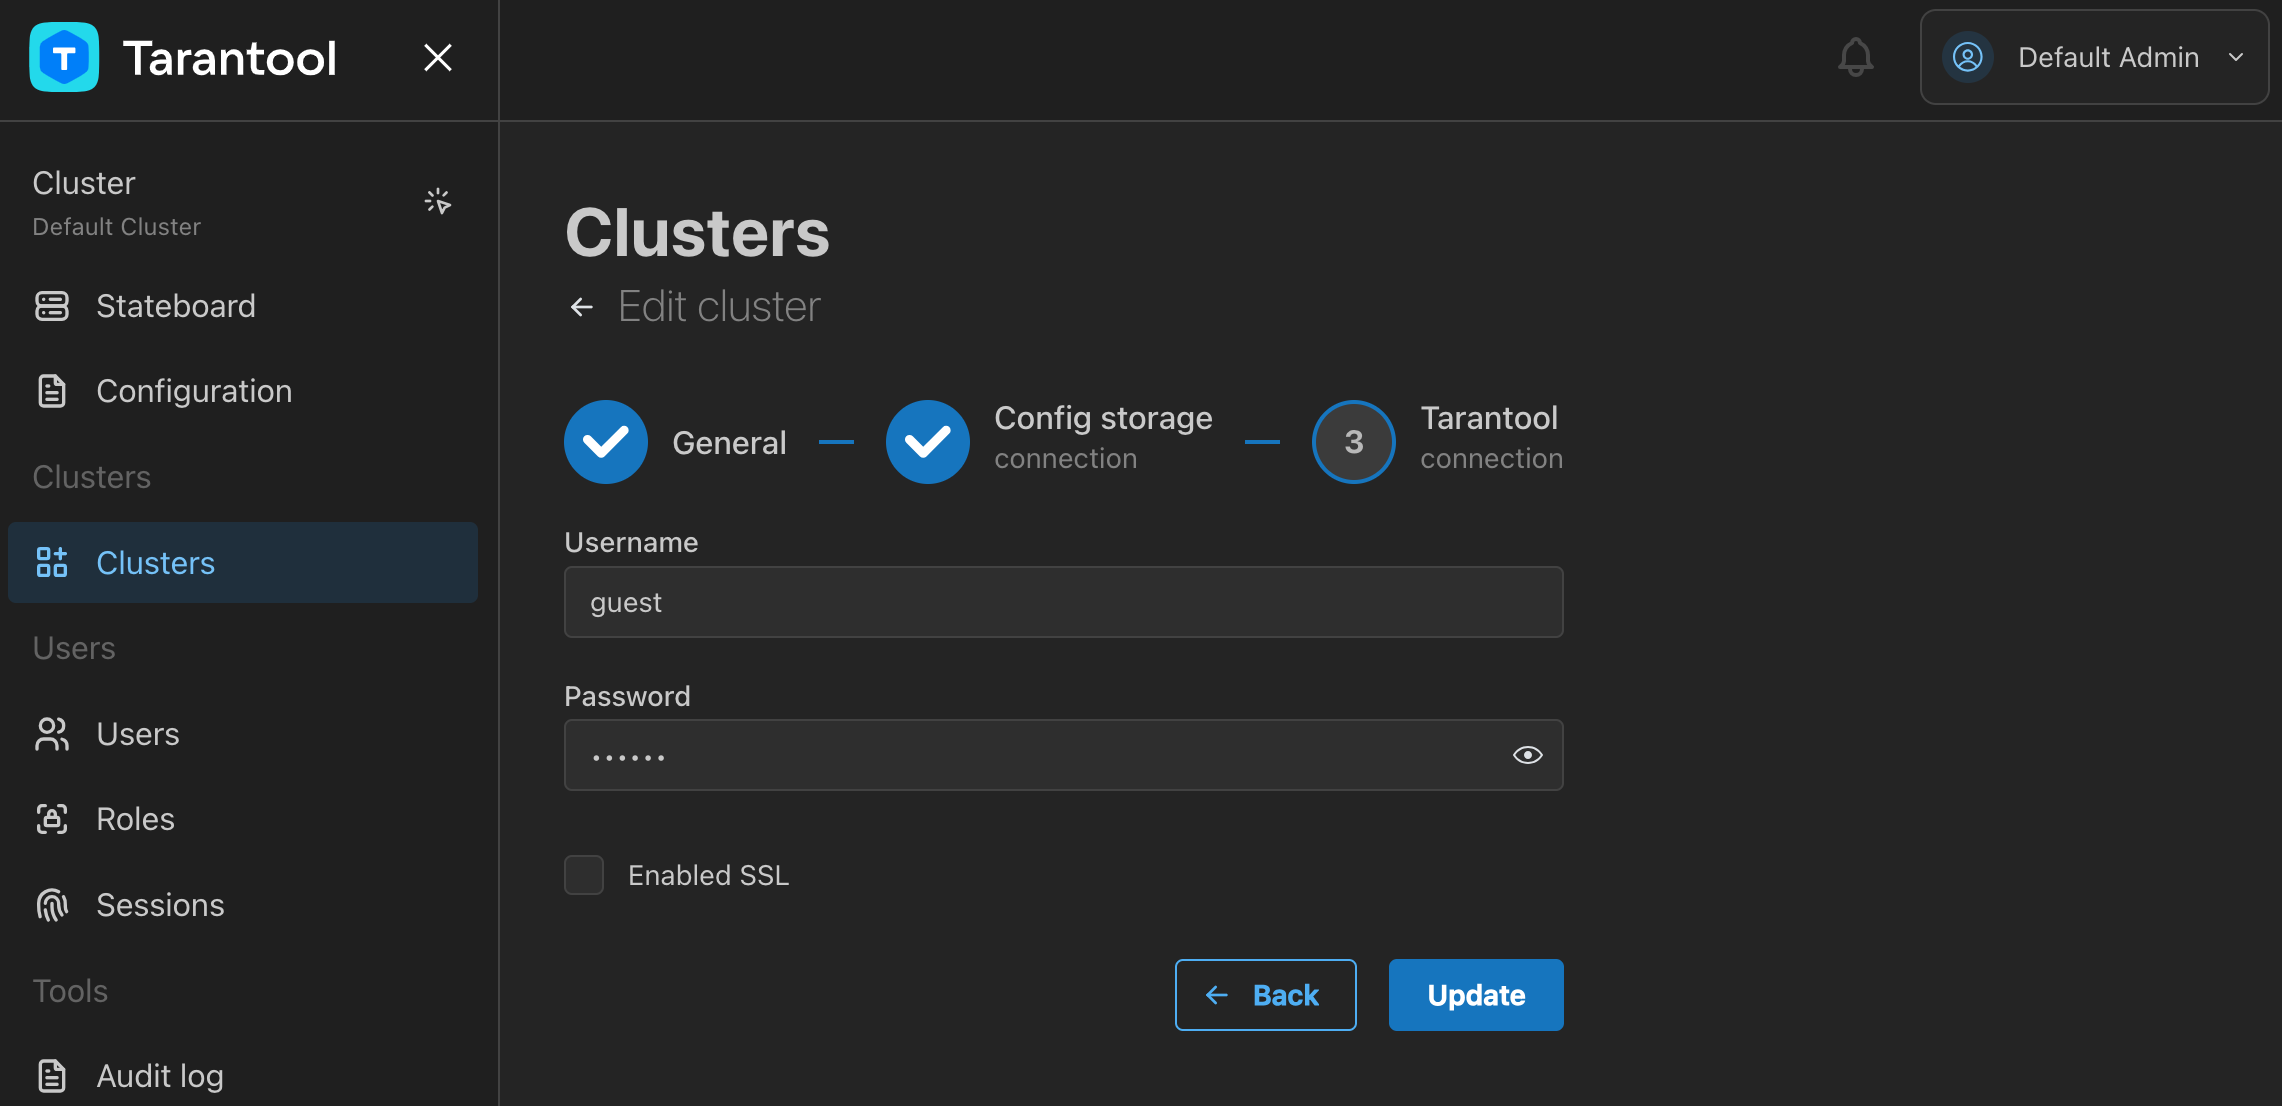 Tarantool
Default Admin
Cluster
Default Cluster
Stateboard
Configuration
Clusters
Clusters
Users
Users
Roles
Sessions
Tools
Audit log
Clusters
Edit cluster
General
Config storage
connection
3
Tarantool
connection
Username
guest
Password
••••••
Enabled SSL
Back
Update